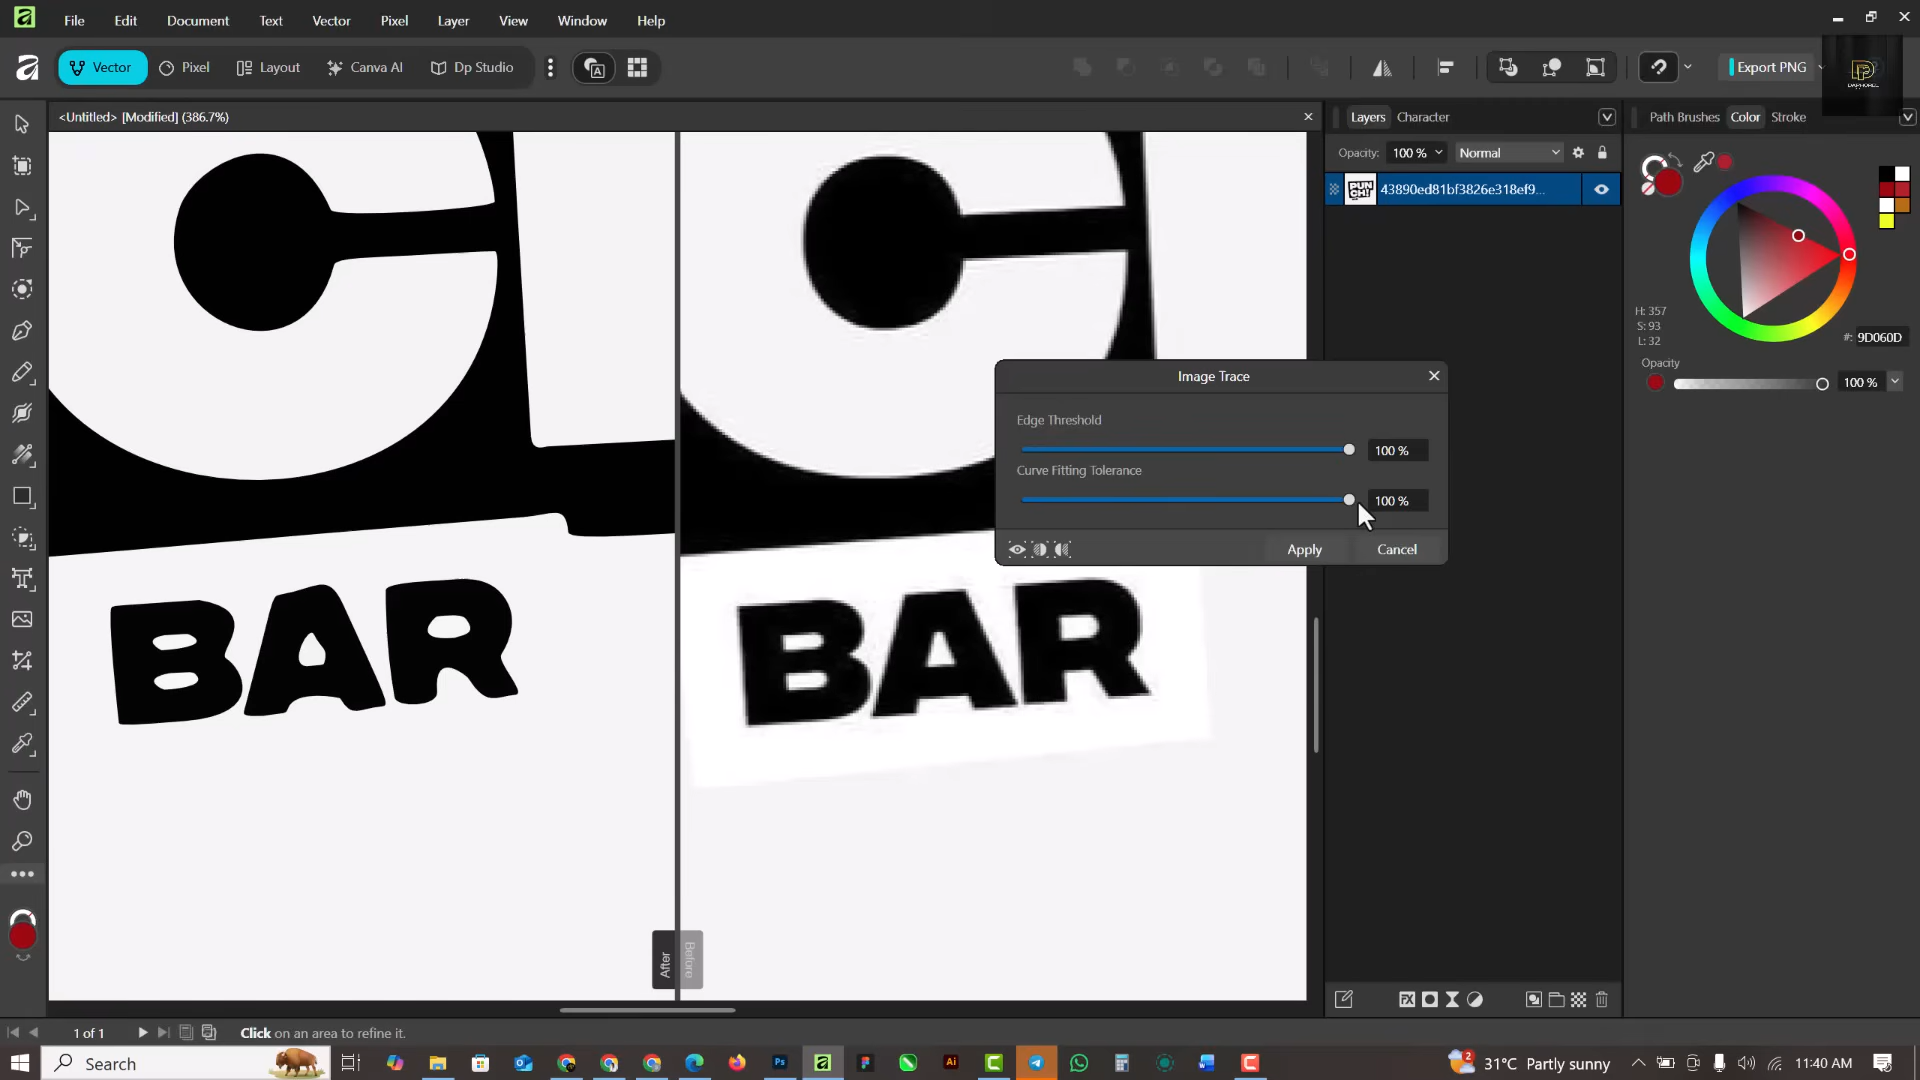 File Edit Document Text Vector Pixel Layer View Window Help
Vector Pixel Layout Canva AI Dp Studio Export PNG
<Untitled> [Modified] (386.7%)
Layers Character
Path Brushes Color Stroke
Opacity: 100 % Normal
43890ed81bf3826e318ef9...
PUN
CH!
H: 357
S: 93
L: 32
#: 9D060D
Opacity
100 %
Image Trace
Edge Threshold
100 %
Curve Fitting Tolerance
100 %
Apply Cancel
C
C
BAR
BAR
After
Before
1 of 1 Click on an area to refine it.
Search 31°C Partly sunny 11:40 AM